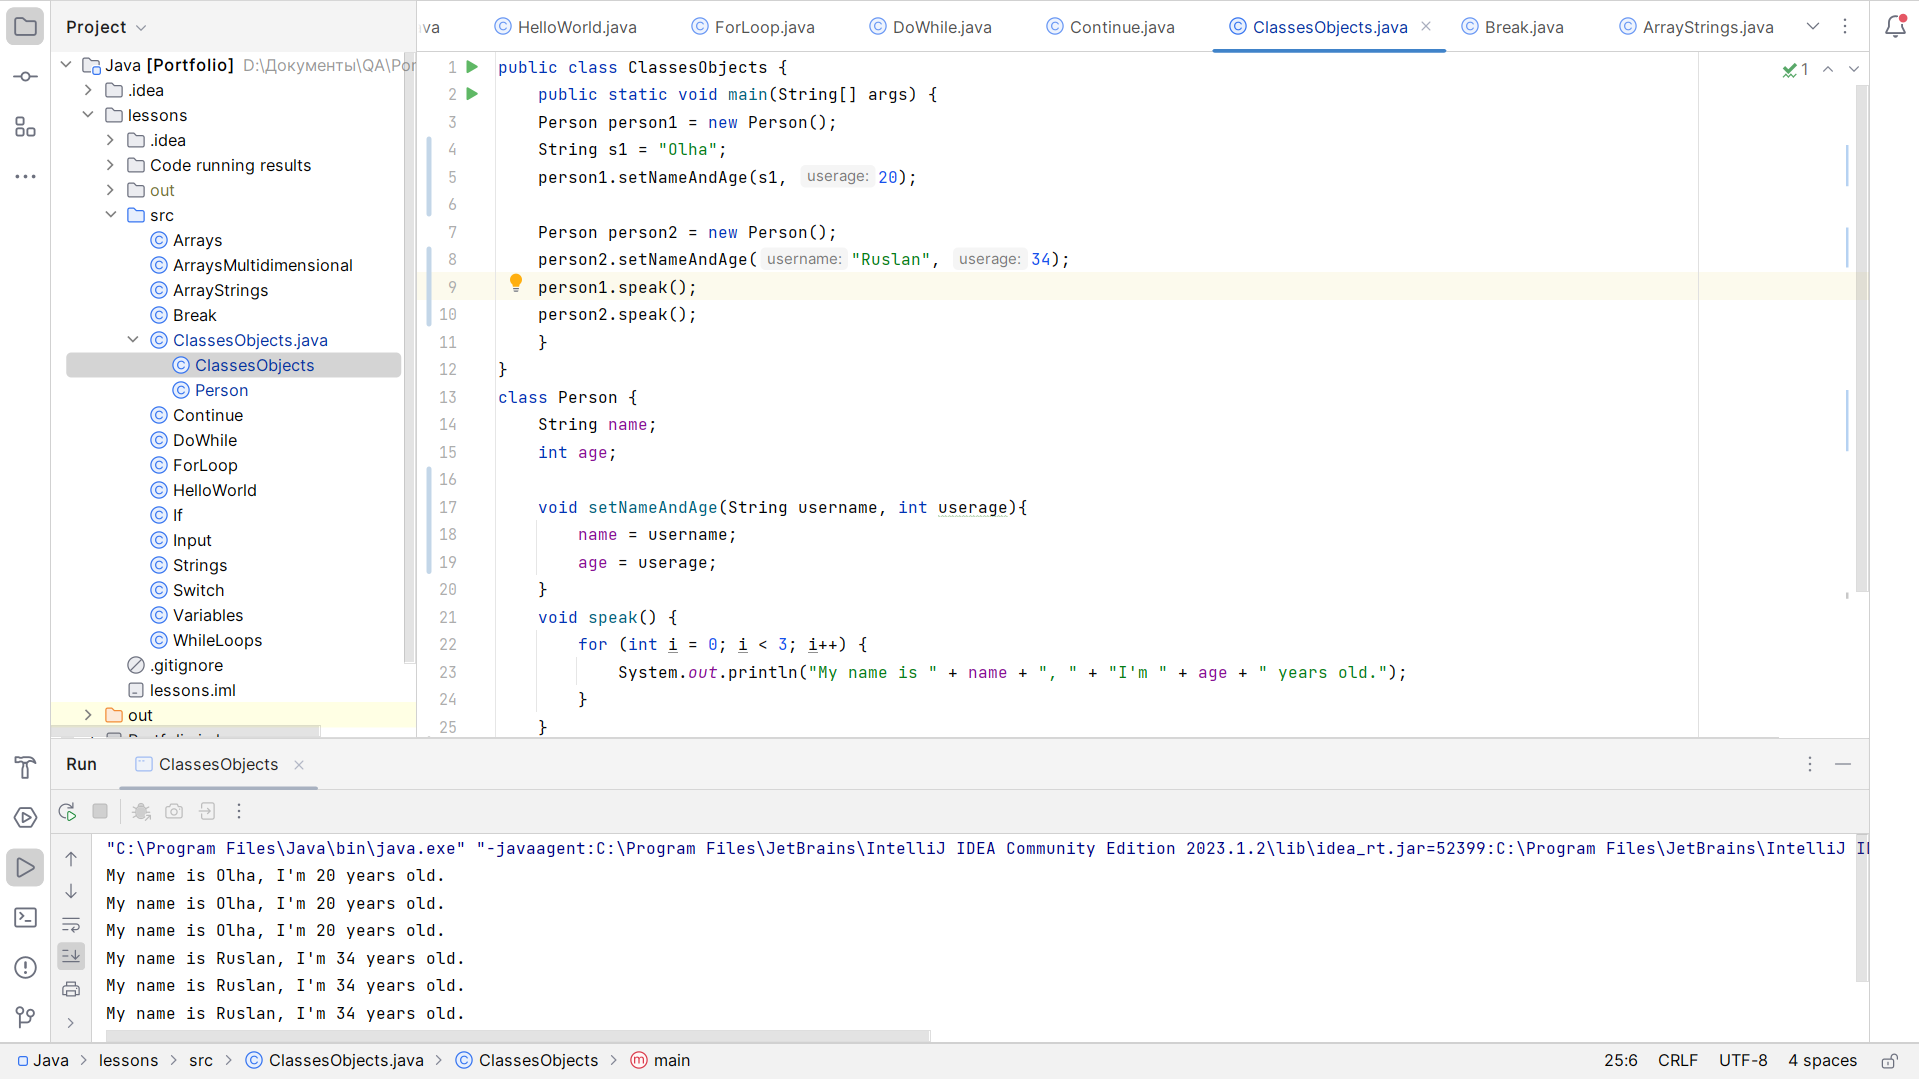 Project
va
HelloWorld.java
ForLoop.java
DoWhile.java
Continue.java
ClassesObjects.java
Break.java
ArrayStrings.java
Java [Portfolio] D:\Документы\QA\Por
.idea
lessons
.idea
Code running results
out
src
Arrays
ArraysMultidimensional
ArrayStrings
Break
ClassesObjects.java
ClassesObjects
Person
Continue
DoWhile
ForLoop
HelloWorld
If
Input
Strings
Switch
Variables
WhileLoops
.gitignore
lessons.iml
out
1 public class ClassesObjects {
2 public static void main(String[] args) {
3 Person person1 = new Person();
4 String s1 = "Olha";
5 person1.setNameAndAge(s1, userage: 20);
6
7 Person person2 = new Person();
8 person2.setNameAndAge( username: "Ruslan", userage: 34);
9 person1.speak();
10 person2.speak();
11 }
12 }
13 class Person {
14 String name;
15 int age;
16
17 void setNameAndAge(String username, int userage){
18 name = username;
19 age = userage;
20 }
21 void speak() {
22 for (int i = 0; i < 3; i++) {
23 System.out.println("My name is " + name + ", " + "I'm " + age + " years old.");
24 }
25 }
1
Run
ClassesObjects
"C:\Program Files\Java\bin\java.exe" "-javaagent:C:\Program Files\JetBrains\IntelliJ IDEA Community Edition 2023.1.2\lib\idea_rt.jar=52399:C:\Program Files\JetBrains\IntelliJ
My name is Olha, I'm 20 years old.
My name is Olha, I'm 20 years old.
My name is Olha, I'm 20 years old.
My name is Ruslan, I'm 34 years old.
My name is Ruslan, I'm 34 years old.
My name is Ruslan, I'm 34 years old.
Java > lessons > src > ClassesObjects.java > ClassesObjects > main
25:6 CRLF UTF-8 4 spaces